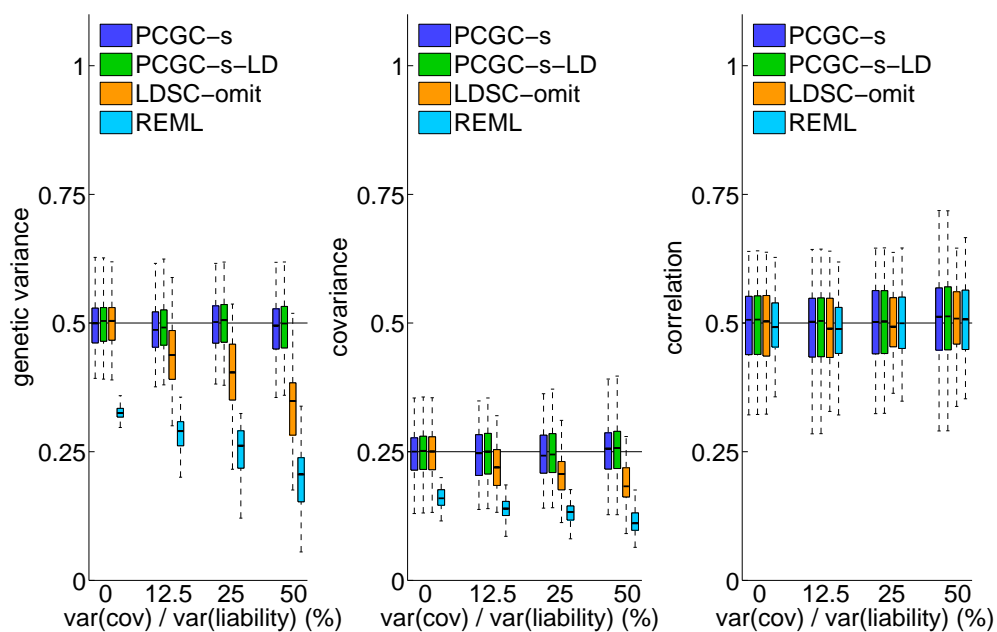 PCGC-s
PCGC-s-LD
LDSC-omit
REML
1
0.75
0.5
0.25
0
genetic variance
0 12.5 25 50
var(cov) / var(liability) (%)
PCGC-s
PCGC-s-LD
LDSC-omit
REML
1
0.75
0.5
0.25
0
covariance
0 12.5 25 50
var(cov) / var(liability) (%)
PCGC-s
PCGC-s-LD
LDSC-omit
REML
1
0.75
0.5
0.25
0
correlation
0 12.5 25 50
var(cov) / var(liability) (%)